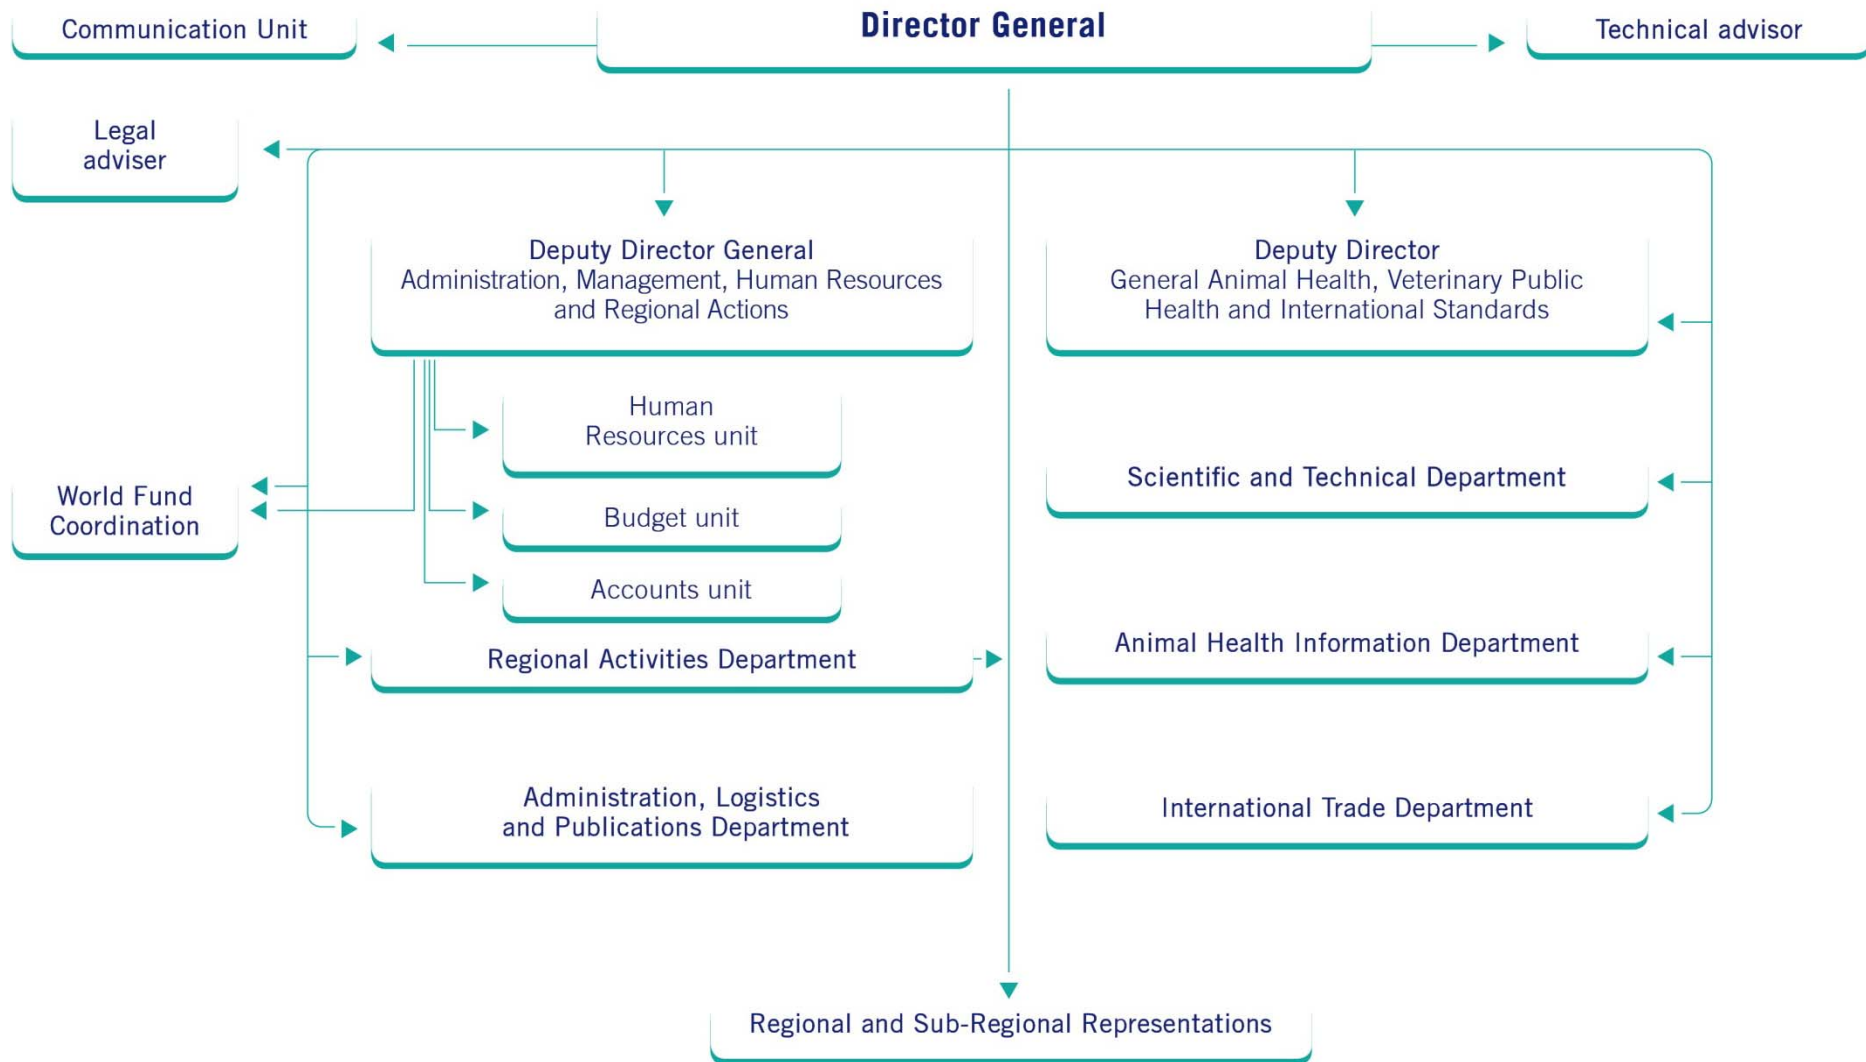 Communication Unit
Director General
Technical advisor
Legal
adviser
Deputy Director General
Administration, Management, Human Resources
and Regional Actions
Deputy Director
General Animal Health, Veterinary Public
Health and International Standards
Human
Resources unit
World Fund
Coordination
Budget unit
Accounts unit
Scientific and Technical Department
Regional Activities Department
Animal Health Information Department
Administration, Logistics
and Publications Department
International Trade Department
Regional and Sub-Regional Representations